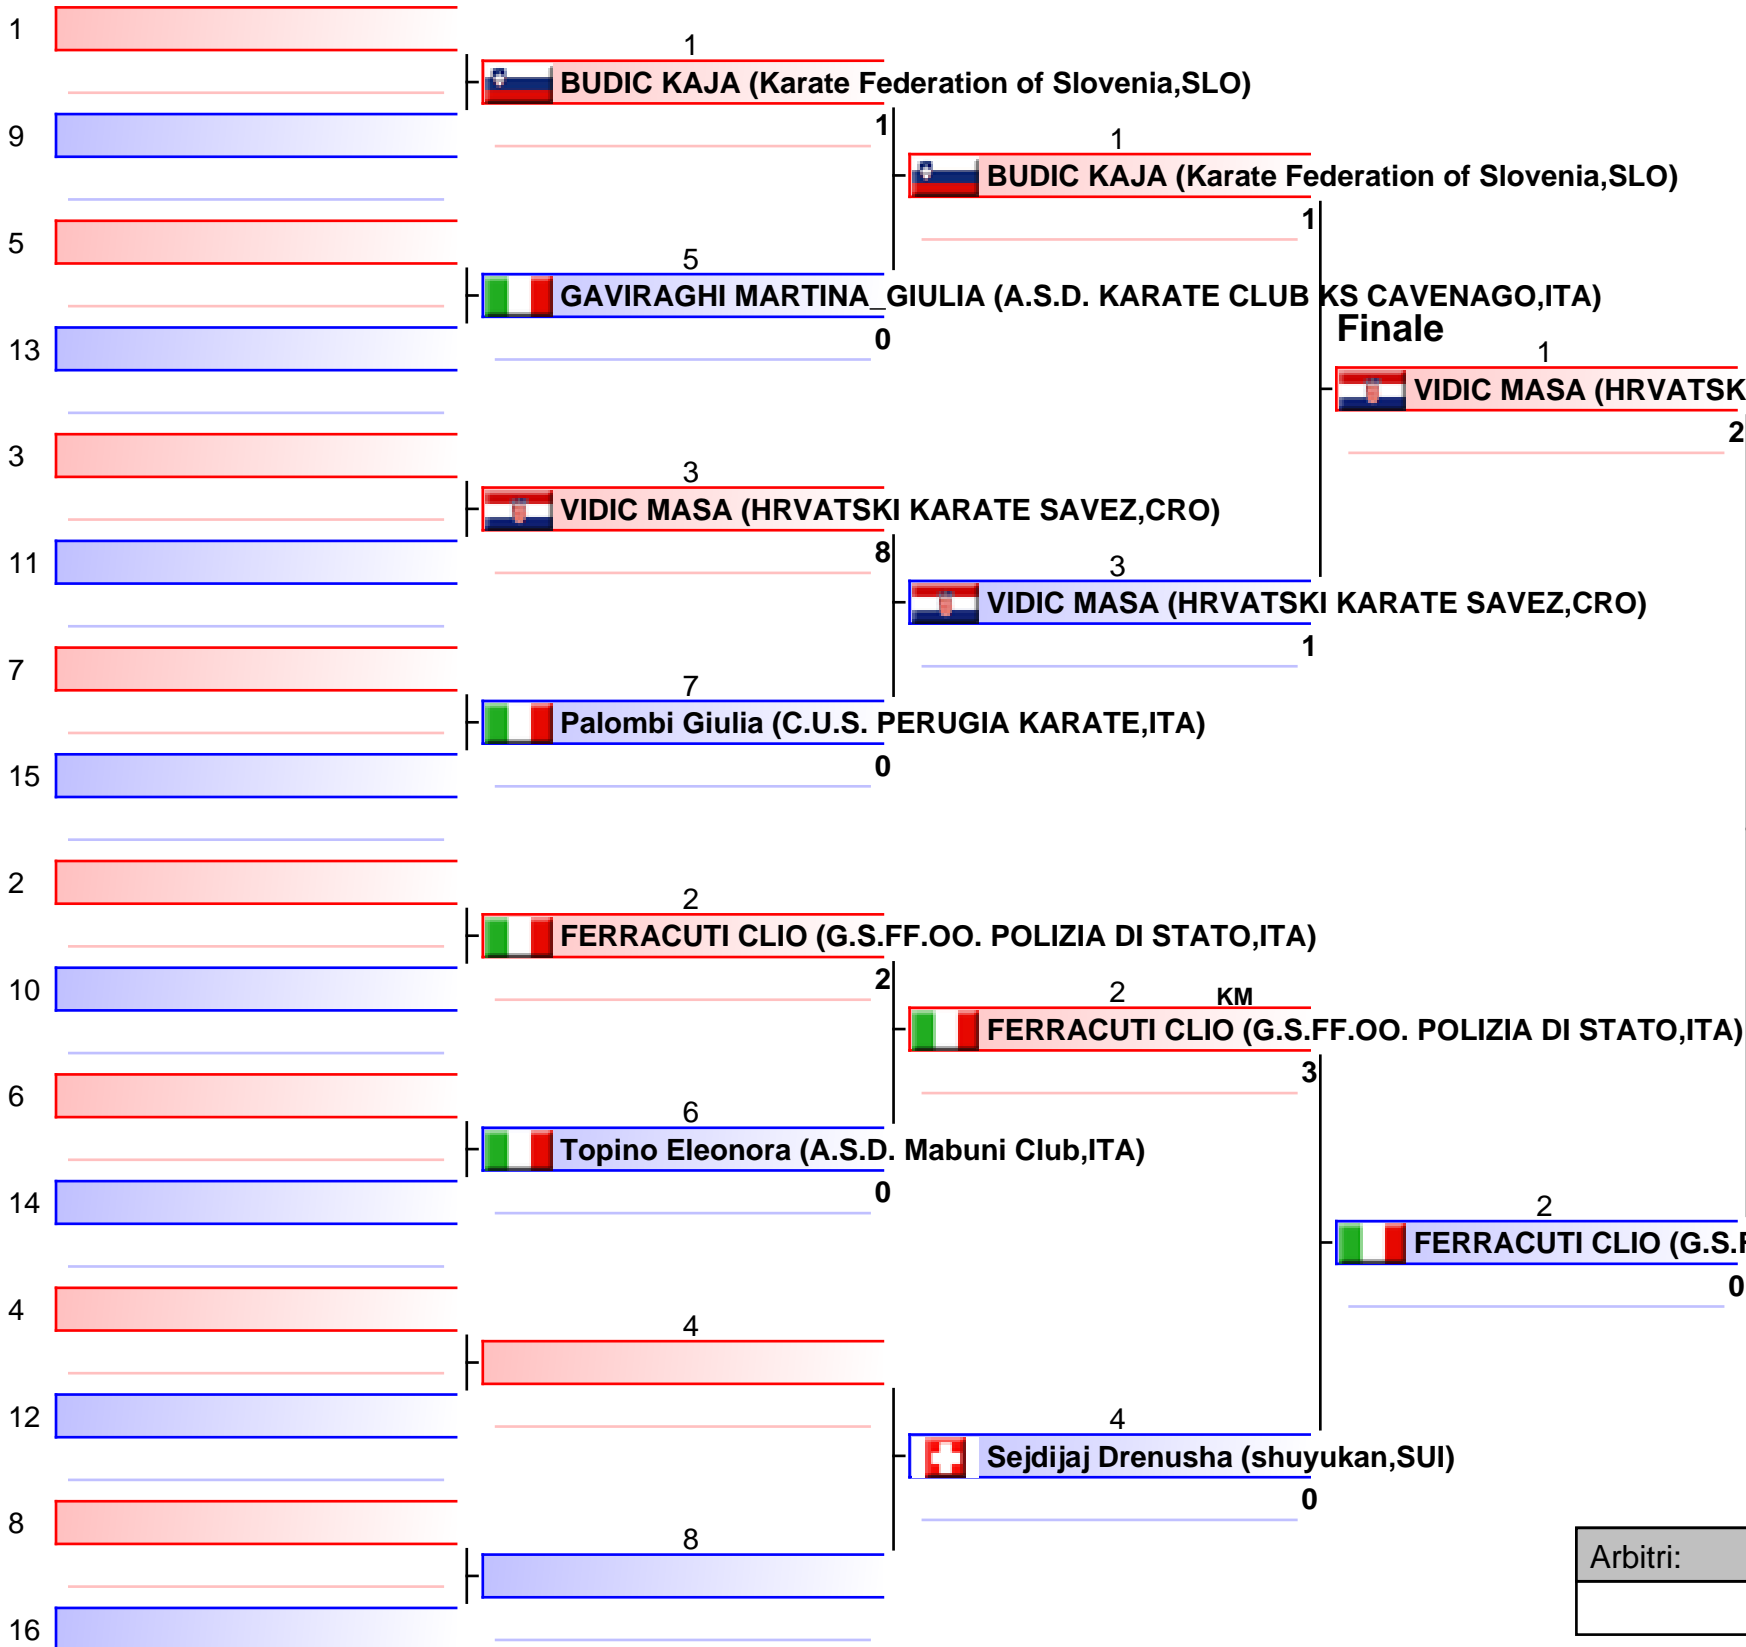 1
9
5
13
3
11
7
15
2
10
6
14
4
12
8
16
1
BUDIC KAJA (Karate Federation of Slovenia,SLO)
1
5
GAVIRAGHI MARTINA_GIULIA (A.S.D. KARATE CLUB KS CAVENAGO,ITA)
0
3
VIDIC MASA (HRVATSKI KARATE SAVEZ,CRO)
8
7
Palombi Giulia (C.U.S. PERUGIA KARATE,ITA)
0
2
FERRACUTI CLIO (G.S.FF.OO. POLIZIA DI STATO,ITA)
2
6
Topino Eleonora (A.S.D. Mabuni Club,ITA)
0
4
8
1
BUDIC KAJA (Karate Federation of Slovenia,SLO)
1
3
VIDIC MASA (HRVATSKI KARATE SAVEZ,CRO)
1
2 KM
FERRACUTI CLIO (G.S.FF.OO. POLIZIA DI STATO,ITA)
3
4
Sejdijaj Drenusha (shuyukan,SUI)
0
Finale
1
VIDIC MASA (HRVATSK
2
2
FERRACUTI CLIO (G.S.F
0
Arbitri: